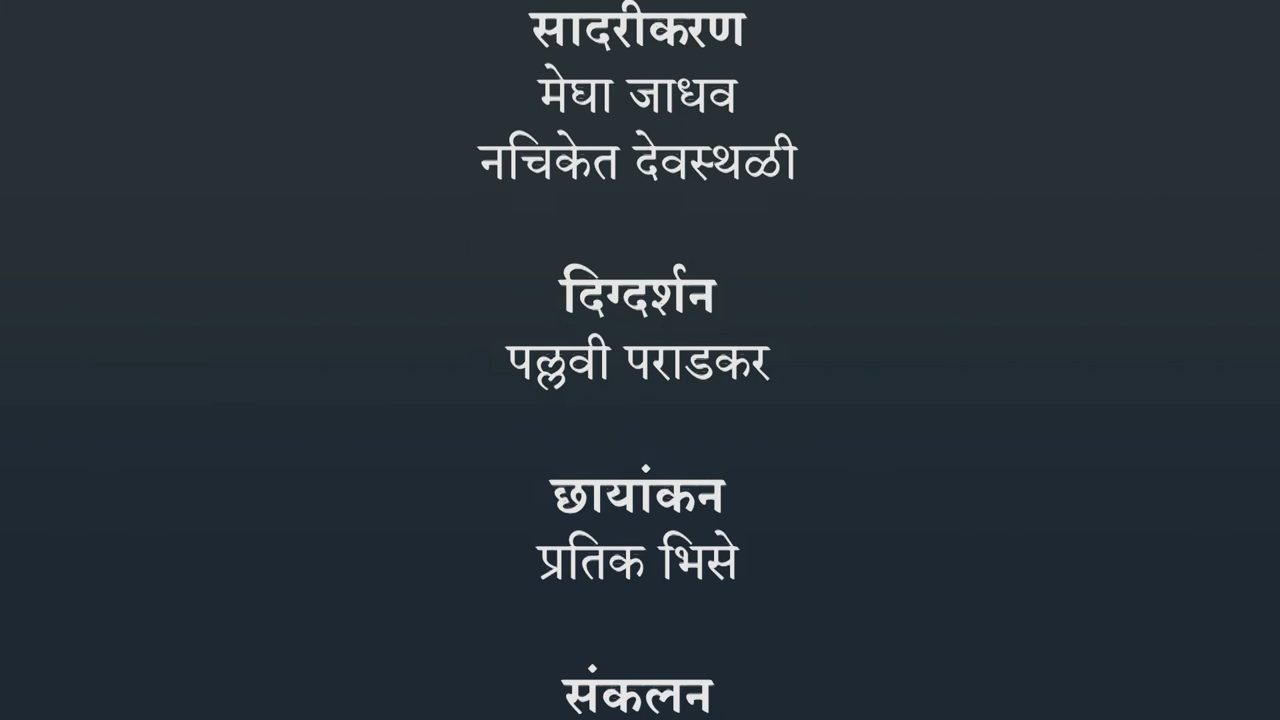 सादरीकरण
मेघा जाधव
नचिकेत देवस्थळी
दिग्दर्शन
पल्लवी पराडकर
छायांकन
प्रतिक भिसे
संकलन